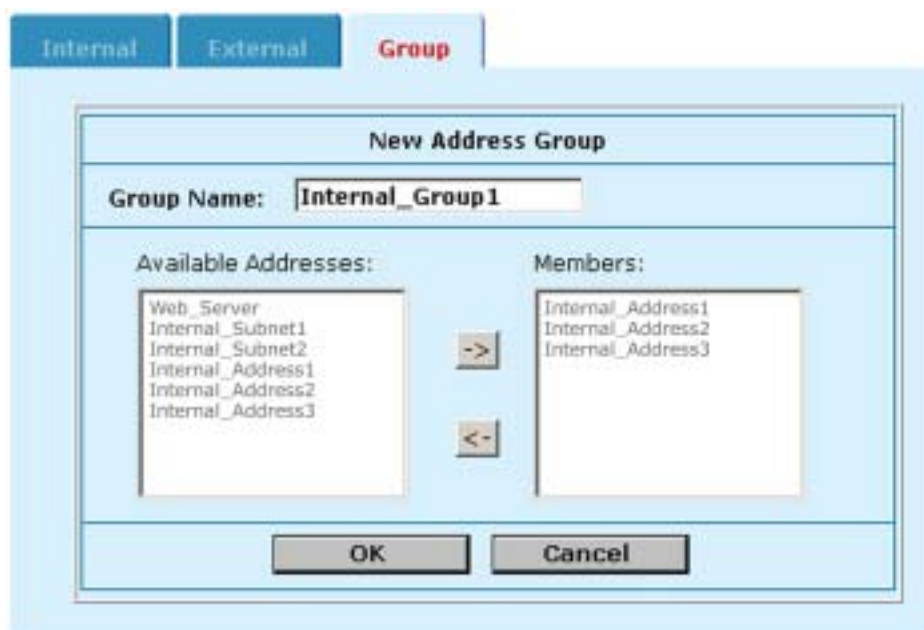 Internal External Group
New Address Group
Group Name: Internal_Group1
Available Addresses: Members:
Web_Server
Internal_Subnet1
Internal_Subnet2
Internal_Address1
Internal_Address2
Internal_Address3
->
<-
Internal_Address1
Internal_Address2
Internal_Address3
OK Cancel